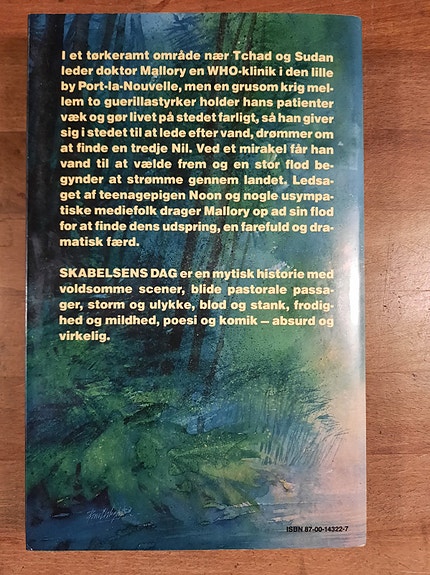 I et tørkeramt område nær Tchad og Sudan
leder doktor Mallory en WHO-klinik i den lille
by Port-la-Nouvelle, men en grusom krig mel-
lem to guerillastyrker holder hans patienter
væk og gør livet på stedet farligt, så han giver
sig i stedet til at lede efter vand, drømmer om
at finde en tredje Nil. Ved et mirakel får han
vand til at vælde frem og en stor flod be-
gynder at strømme gennem landet. Ledsa-
get af teenagepigen Noon og nogle usympa-
tiske mediefolk drager Mallory op ad sin flod
for at finde dens udspring, en farefuld og dra-
matisk færd.
SKABELSENS DAG er en mytisk historie med
voldsomme scener, blide pastorale passa-
ger, storm og ulykke, blod og stank, frodig-
hed og mildhed, poesi og komik – absurd og
virkelig.
ISBN 87-00-14322-7